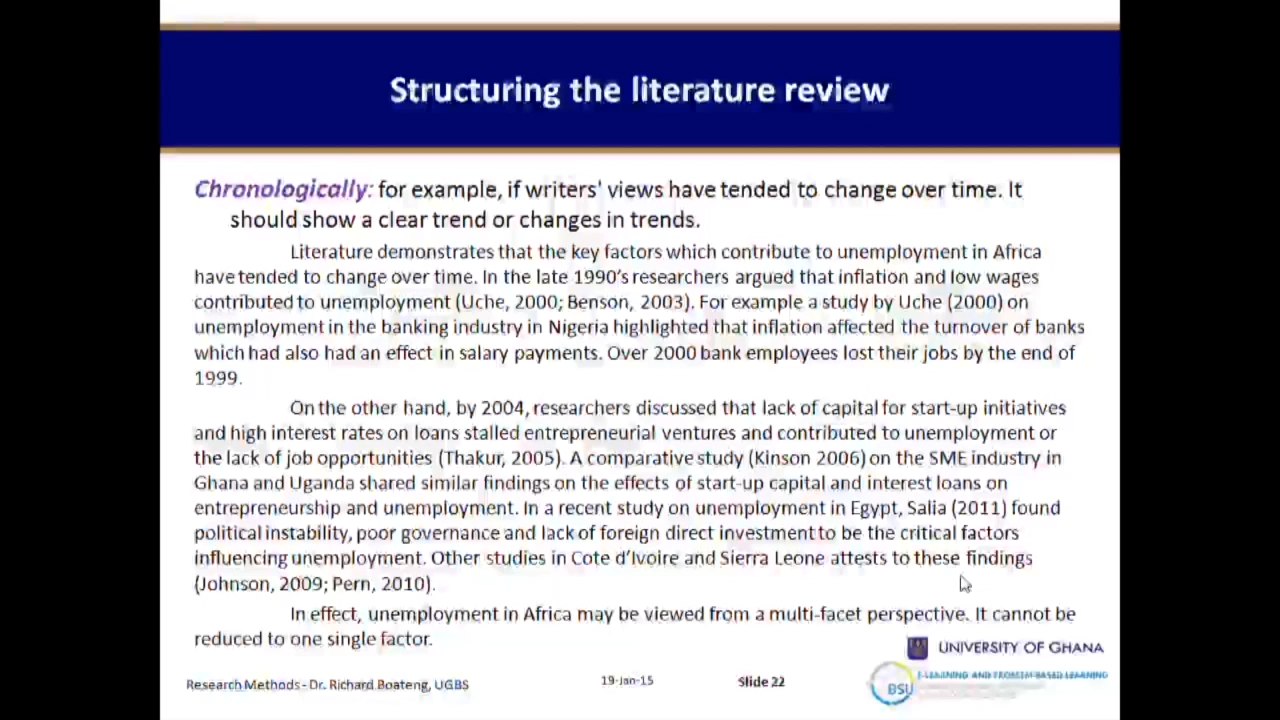 Structuring the literature review
Chronologically: for example, if writers' views have tended to change over time. It
should show a clear trend or changes in trends.
Literature demonstrates that the key factors which contribute to unemployment in Africa
have tended to change over time. In the late 1990's researchers argued that inflation and low wages
contributed to unemployment (Uche, 2000; Benson, 2003). For example a study by Uche (2000) on
unemployment in the banking industry in Nigeria highlighted that inflation affected the turnover of banks
which had also had an effect in salary payments. Over 2000 bank employees lost their jobs by the end of
1999.
On the other hand, by 2004, researchers discussed that lack of capital for start-up initiatives
and high interest rates on loans stalled entrepreneurial ventures and contributed to unemployment or
the lack of job opportunities (Thakur, 2005). A comparative study (Kinson 2006) on the SME industry in
Ghana and Uganda shared similar findings on the effects of start-up capital and interest loans on
entrepreneurship and unemployment. In a recent study on unemployment in Egypt, Salia (2011) found
political instability, poor governance and lack of foreign direct investment to be the critical factors
influencing unemployment. Other studies in Cote d'Ivoire and Sierra Leone attests to these findings
(Johnson, 2009; Pern, 2010).
In effect, unemployment in Africa may be viewed from a multi-facet perspective. It cannot be
reduced to one single factor.
UNIVERSITY OF GHANA
E-LEARNING AND PROBLEM-BASED LEARNING
BSU
Research Methods - Dr. Richard Boateng, UGBS
19-Jan-15
Slide 22